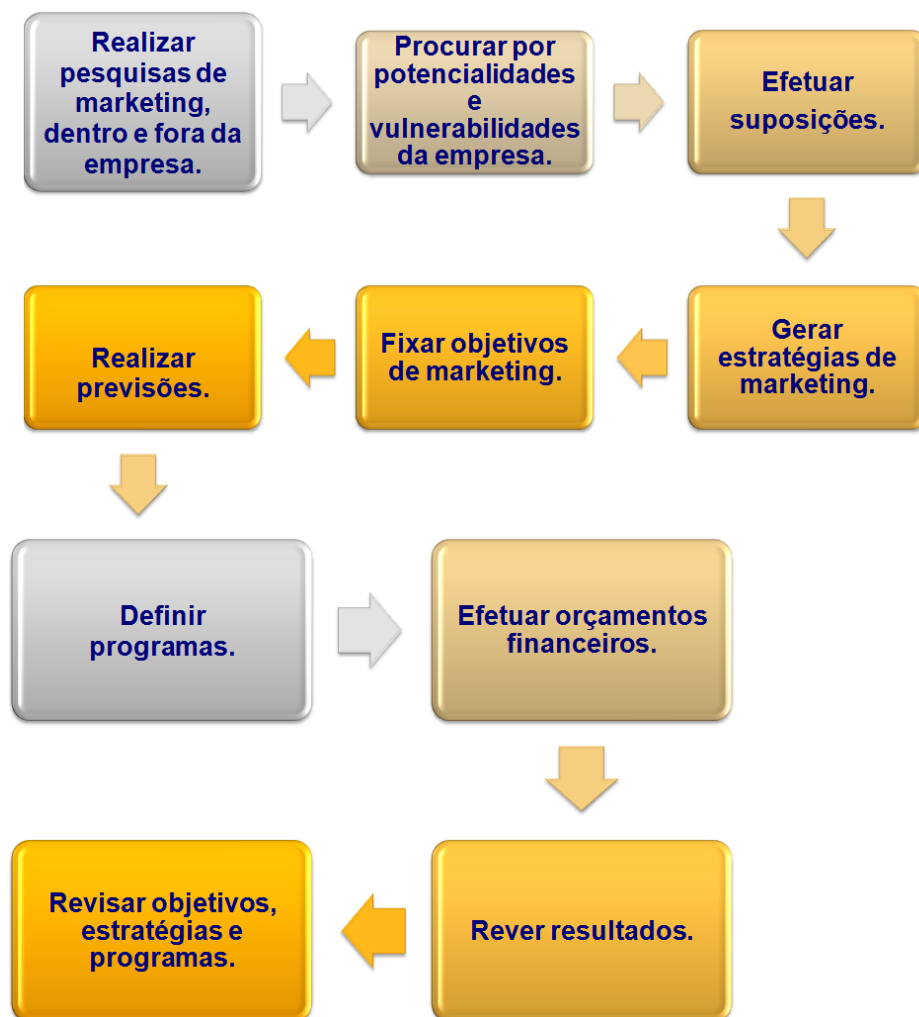 Realizar
pesquisas de
marketing,
dentro e fora da
empresa.
Procurar por
potencialidades
e
vulnerabilidades
da empresa.
Efetuar
suposições.
Gerar
estratégias de
marketing.
Fixar objetivos
de marketing.
Realizar
previsões.
Definir
programas.
Efetuar orçamentos
financeiros.
Rever resultados.
Revisar objetivos,
estratégias e
programas.